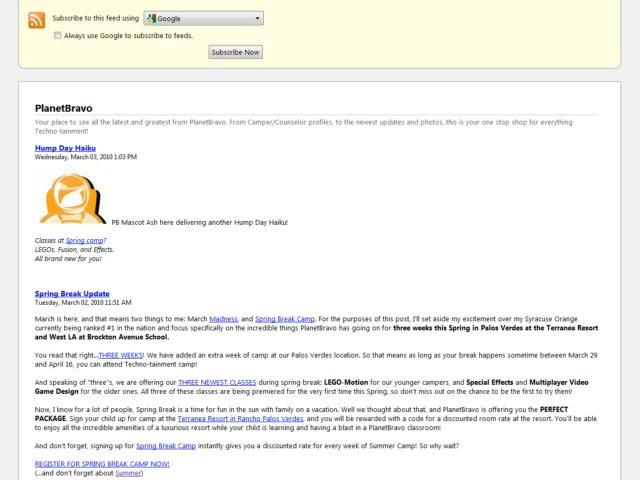 Subscribe to this feed using Google
Always use Google to subscribe to feeds.
Subscribe Now
PlanetBravo
Your place to see all the latest and greatest from PlanetBravo. From Camper/Counselor profiles, to the newest updates and photos, this is your one stop shop for everything
Techno-tainment!
Hump Day Haiku
Wednesday, March 03, 2010 1:03 PM
PB Mascot Ash here delivering another Hump Day Haiku!
Classes at Spring camp?
LEGOs, Fusion, and Effects.
All brand new for you!
Spring Break Update
Tuesday, March 02, 2010 11:51 AM
March is here, and that means two things to me: March Madness, and Spring Break Camp. For the purposes of this post, I'll set aside my excitement over my Syracuse Orange
currently being ranked #1 in the nation and focus specifically on the incredible things PlanetBravo has going on for three weeks this Spring in Palos Verdes at the Terranea Resort
and West LA at Brockton Avenue School.
You read that right...THREE WEEKS! We have added an extra week of camp at our Palos Verdes location. So that means as long as your break happens sometime between March 29
and April 16, you can attend Techno-tainment camp!
And speaking of "three"s, we are offering our THREE NEWEST CLASSES during spring break: LEGO-Motion for our younger campers, and Special Effects and Multiplayer Video
Game Design for the older ones. All three of these classes are being premiered for the very first time this Spring, so don't miss out on the chance to be the first to try them!
Now, I know for a lot of people, Spring Break is a time for fun in the sun with family on a vacation. Well we thought about that, and PlanetBravo is offering you the PERFECT
PACKAGE. Sign your child up for camp at the Terranea Resort in Rancho Palos Verdes, and you will be rewarded with a code for a discounted room rate at the resort. You'll be able
to enjoy all the incredible amenities of a luxurious resort while your child is learning and having a blast in a PlanetBravo classroom!
And don't forget, signing up for Spring Break Camp instantly gives you a discounted rate for every week of Summer Camp! So why wait?
REGISTER FOR SPRING BREAK CAMP NOW!
(...and don't forget about Summer)